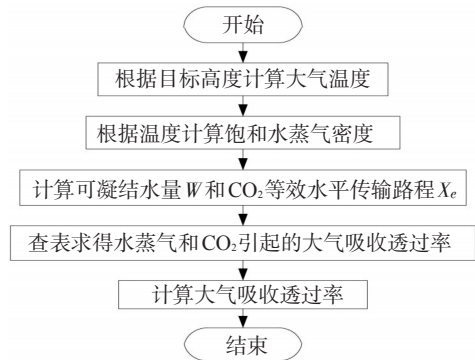 开始
根据目标高度计算大气温度
根据温度计算饱和水蒸气密度
计算可凝结水量W和CO₂等效水平传输路程Xₑ
查表求得水蒸气和CO₂引起的大气吸收透过率
计算大气吸收透过率
结束